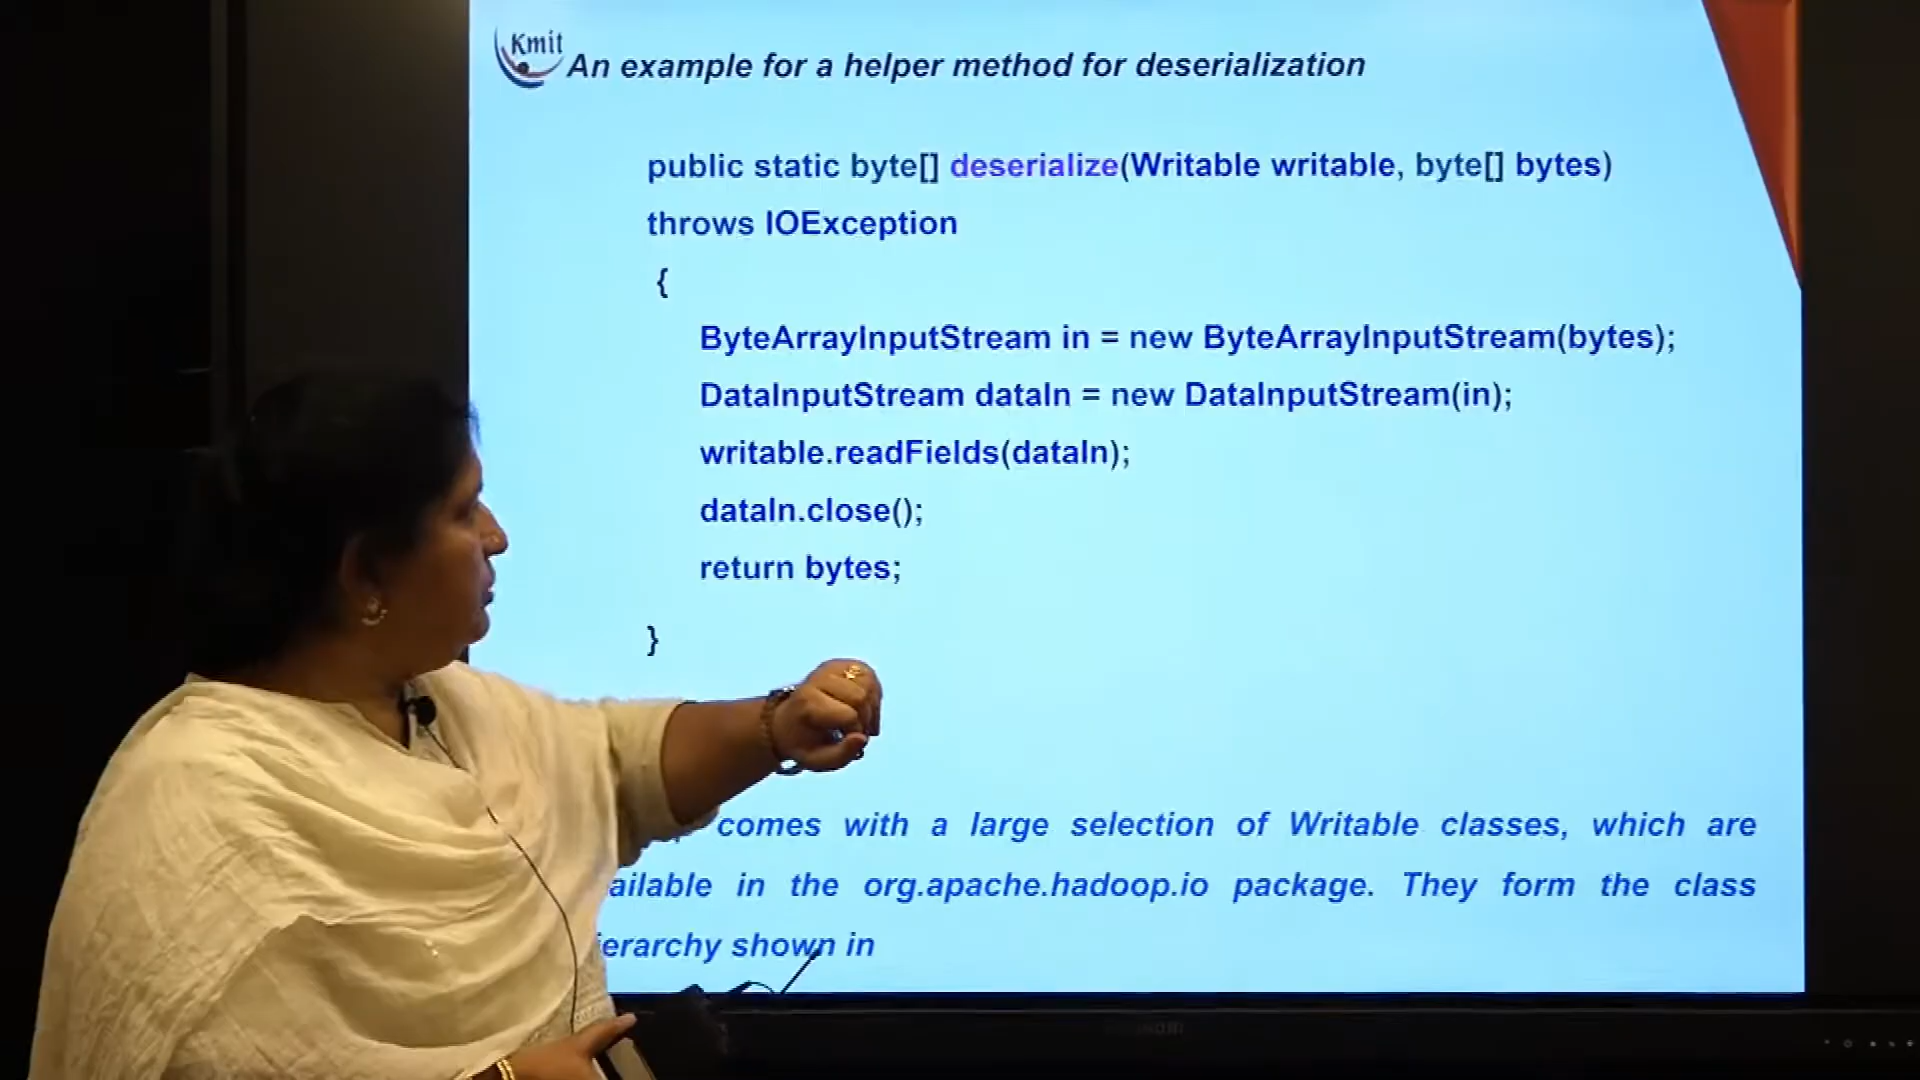 Kmit
An example for a helper method for deserialization
public static byte[] deserialize(Writable writable, byte[] bytes)
throws IOException
{
ByteArrayInputStream in = new ByteArrayInputStream(bytes);
DataInputStream dataIn = new DataInputStream(in);
writable.readFields(dataIn);
dataIn.close();
return bytes;
}
comes with a large selection of Writable classes, which are
ailable in the org.apache.hadoop.io package. They form the class
ierarchy shown in